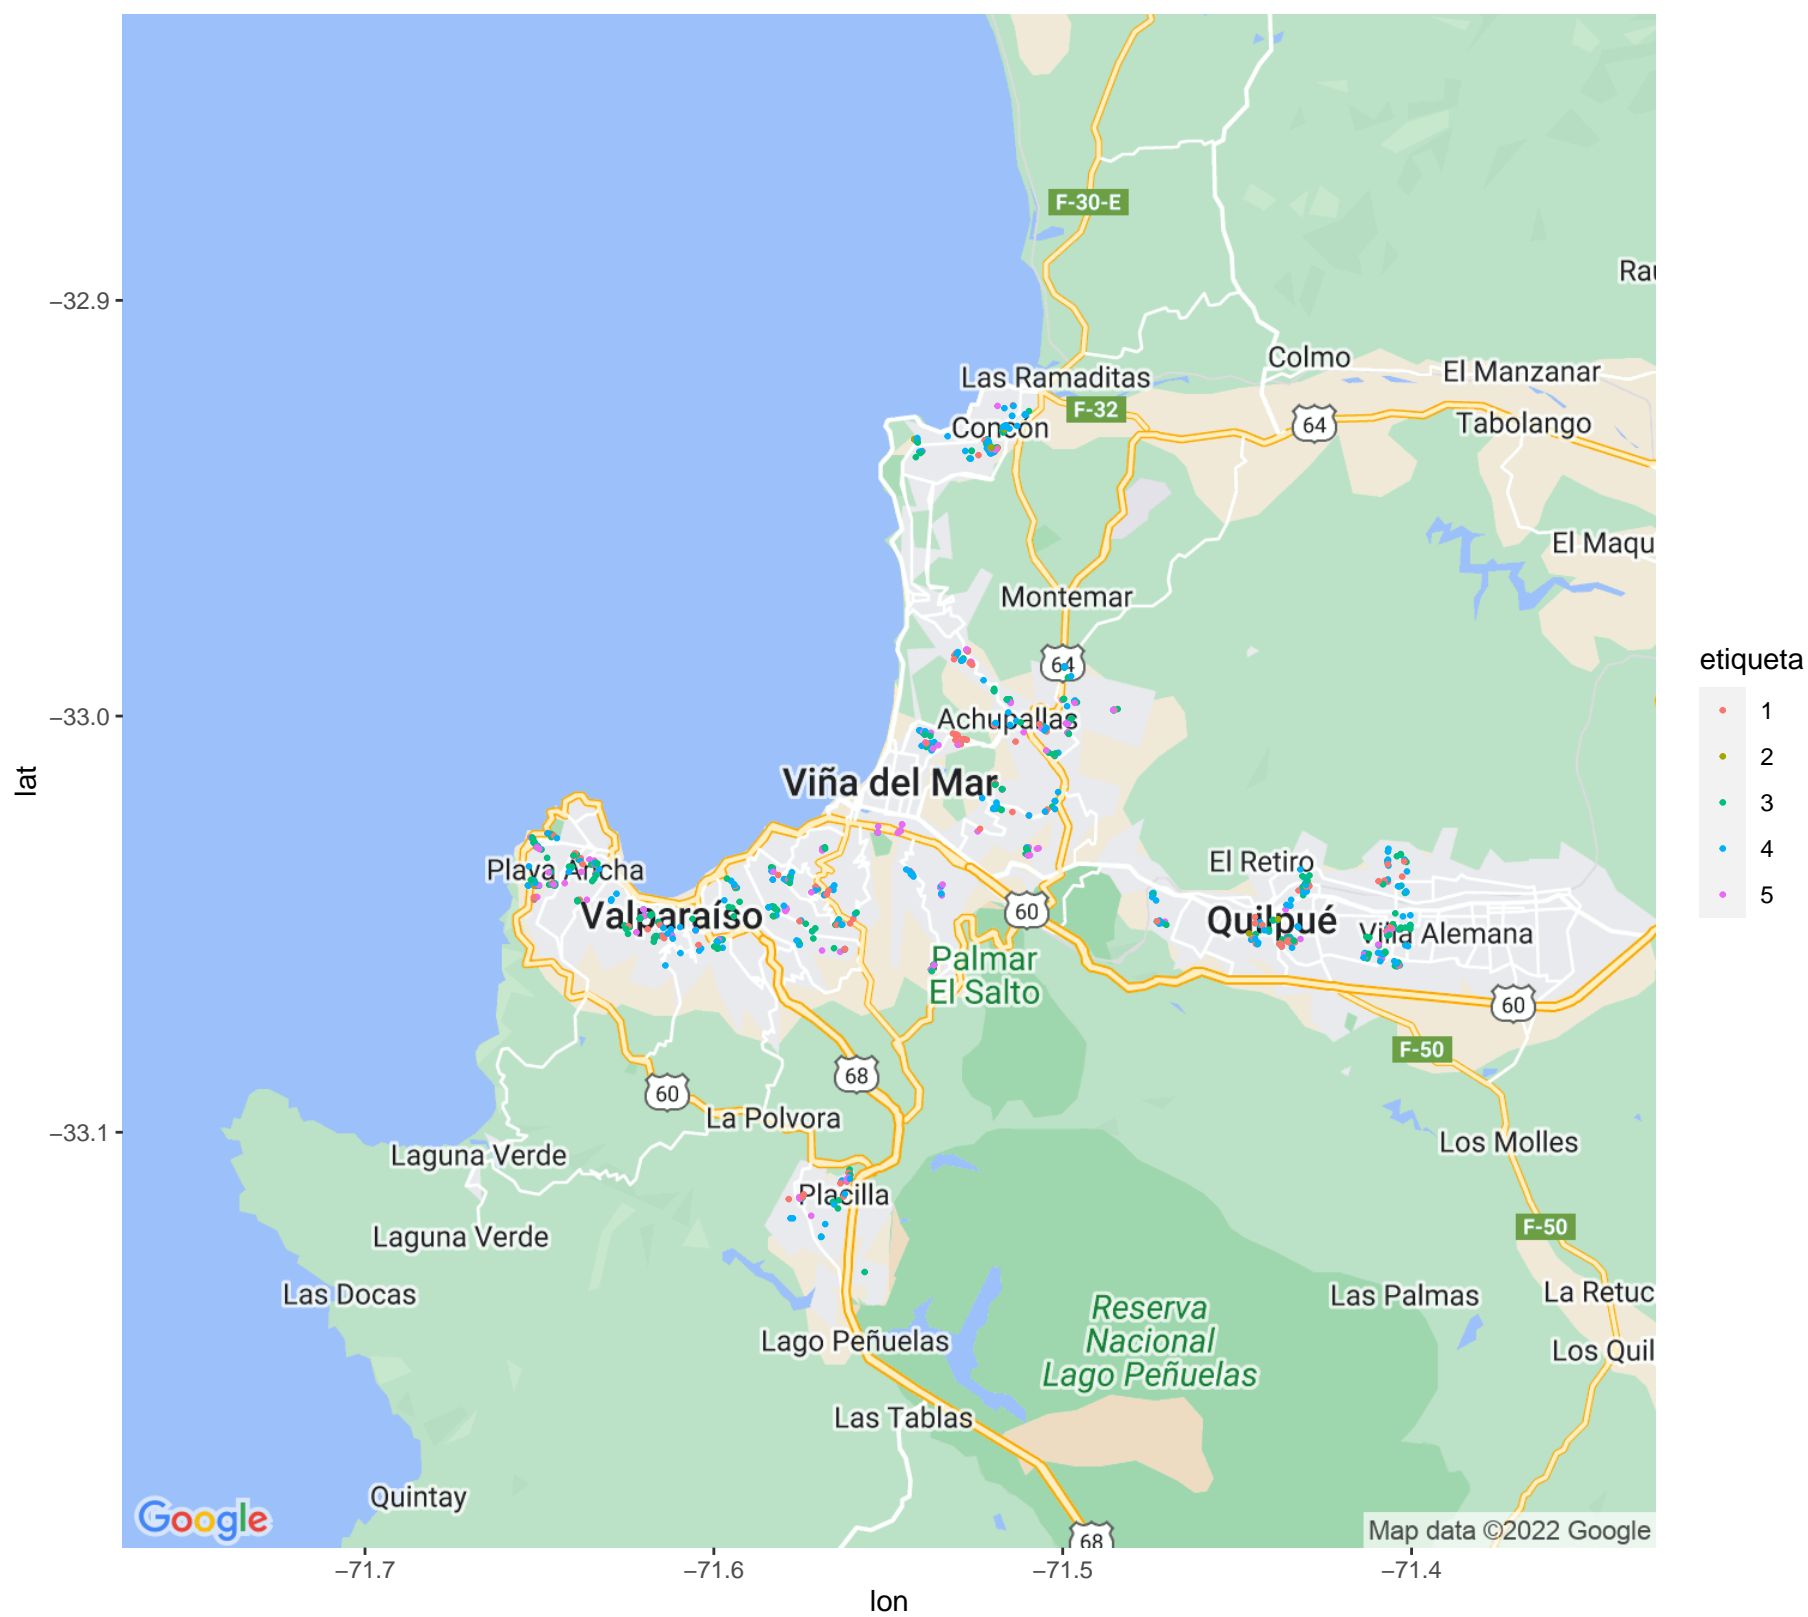 F-30-E
Rau
−32.9
Colmo
El Manzanar
Las Ramaditas
F-32
64
Tabolango
Concón
El Maqu
Montemar
64
etiqueta
1
2
3
4
5
−33.0
Achupallas
lat
Viña del Mar
Playa Ancha
El Retiro
Valparaíso
60
Quilpué
Villa Alemana
Palmar
El Salto
60
F-50
68
60
La Polvora
−33.1
Los Molles
Laguna Verde
Placilla
F-50
Laguna Verde
Las Docas
Las Palmas
La Retuc
Reserva
Nacional
Lago Peñuelas
Lago Peñuelas
Los Quil
Las Tablas
Quintay
Google
Map data ©2022 Google
68
−71.7
−71.6
−71.5
−71.4
lon